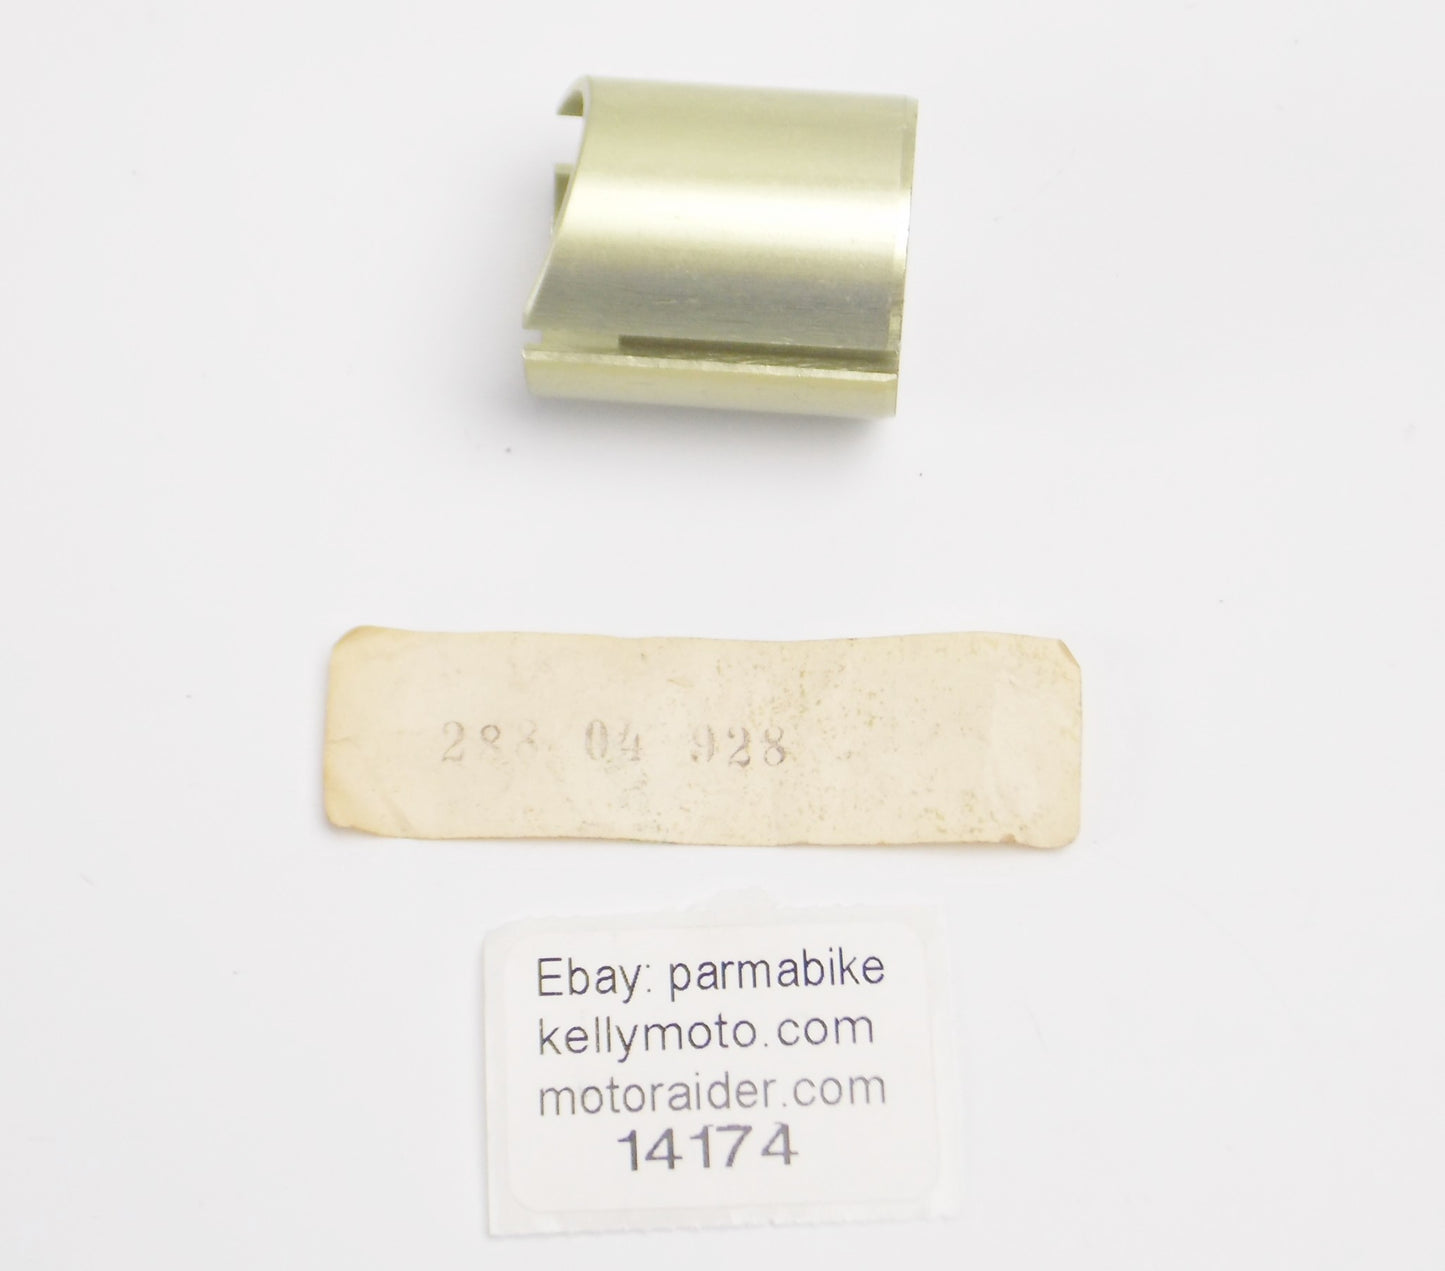 288 04 928
Ebay: parmabike
kellymoto.com
motoraider.com
14174